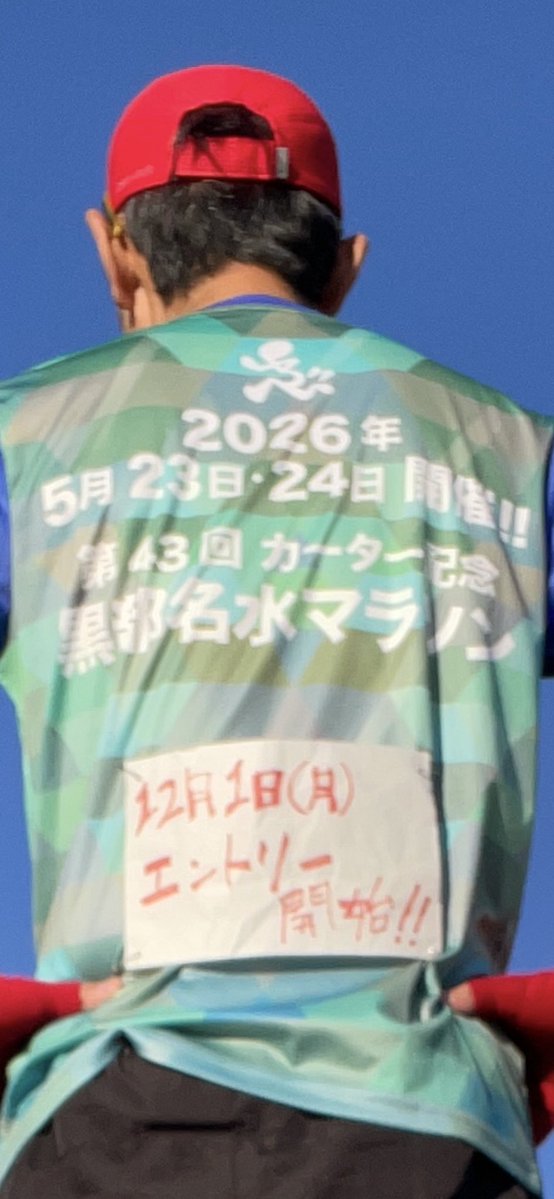 2026年
5月23日・24日 開催!!
第43回 カーター記念
黒部名水マラソン
12月1日(月)
エントリー
開始!!